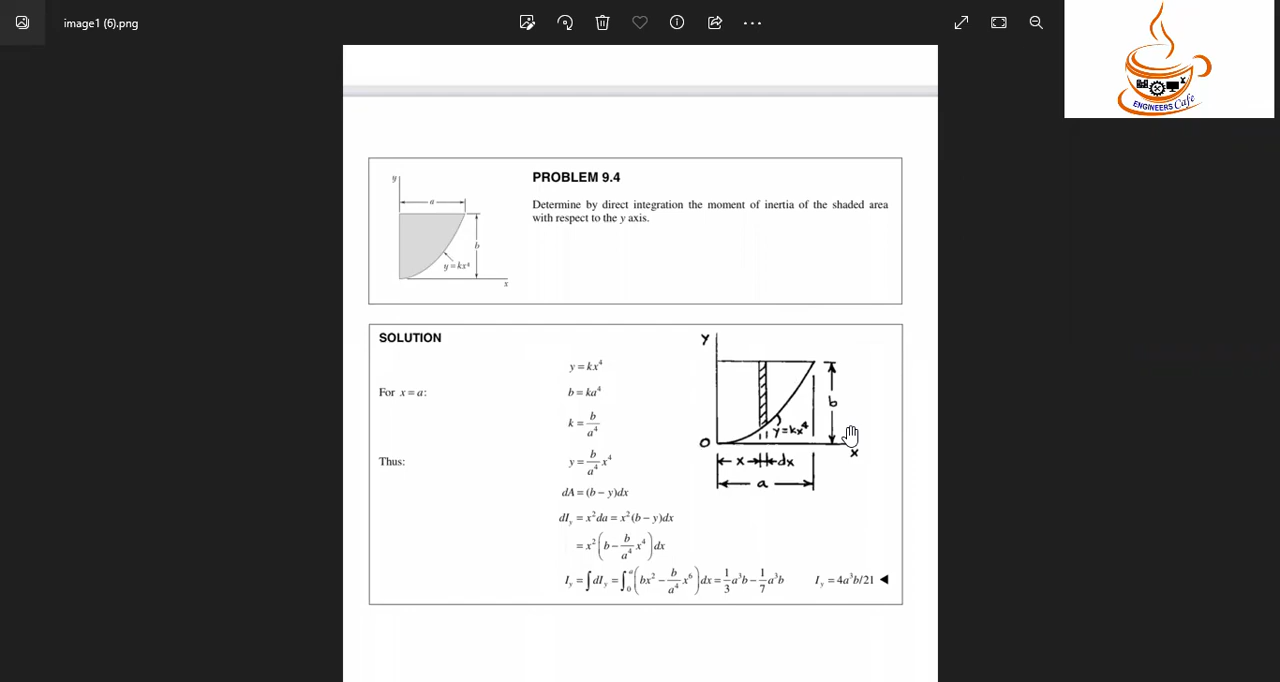 image1 (6).png
ENGINEERS Cafe
PROBLEM 9.4
Determine by direct integration the moment of inertia of the shaded area
with respect to the y axis.
y
a
b
y = kx⁴
x
SOLUTION
y = kx⁴
For x = a:
b = ka⁴
k = b/a⁴
Thus:
y = b/a⁴ x⁴
dA = (b − y)dx
dI_y = x²da = x²(b − y)dx
= x²(b − b/a⁴ x⁴)dx
I_y = ∫dI_y = ∫₀ᵃ(bx² − b/a⁴ x⁶)dx = 1/3 a³b − 1/7 a³b
I_y = 4a³b/21 ◀
Y
b
y=kx⁴
O
x
x
dx
a